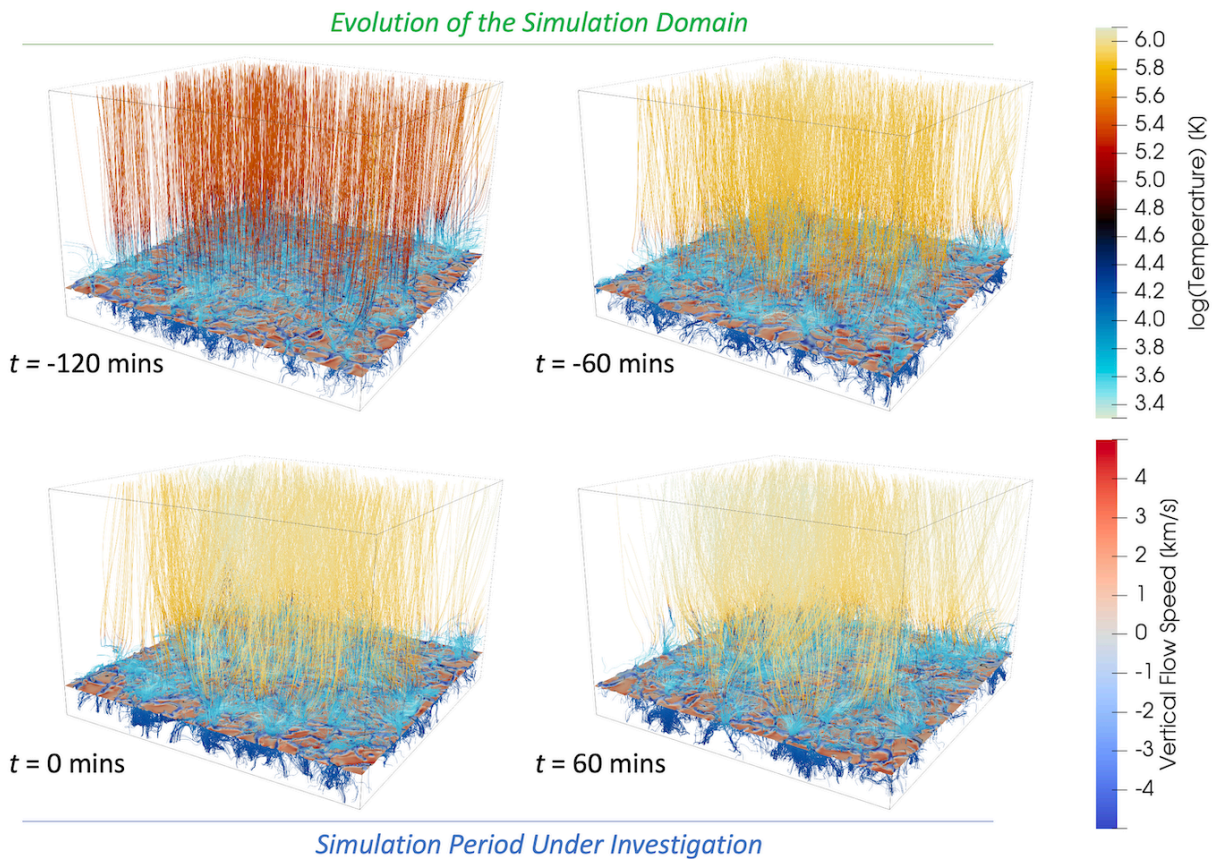 Evolution of the Simulation Domain
t = -120 mins
t = -60 mins
6.0
5.8
5.6
5.4
5.2
5.0
4.8
4.6
4.4
4.2
4.0
3.8
3.6
3.4
log(Temperature) (K)
t = 0 mins
t = 60 mins
4
3
2
1
0
-1
-2
-3
-4
Vertical Flow Speed (km/s)
Simulation Period Under Investigation